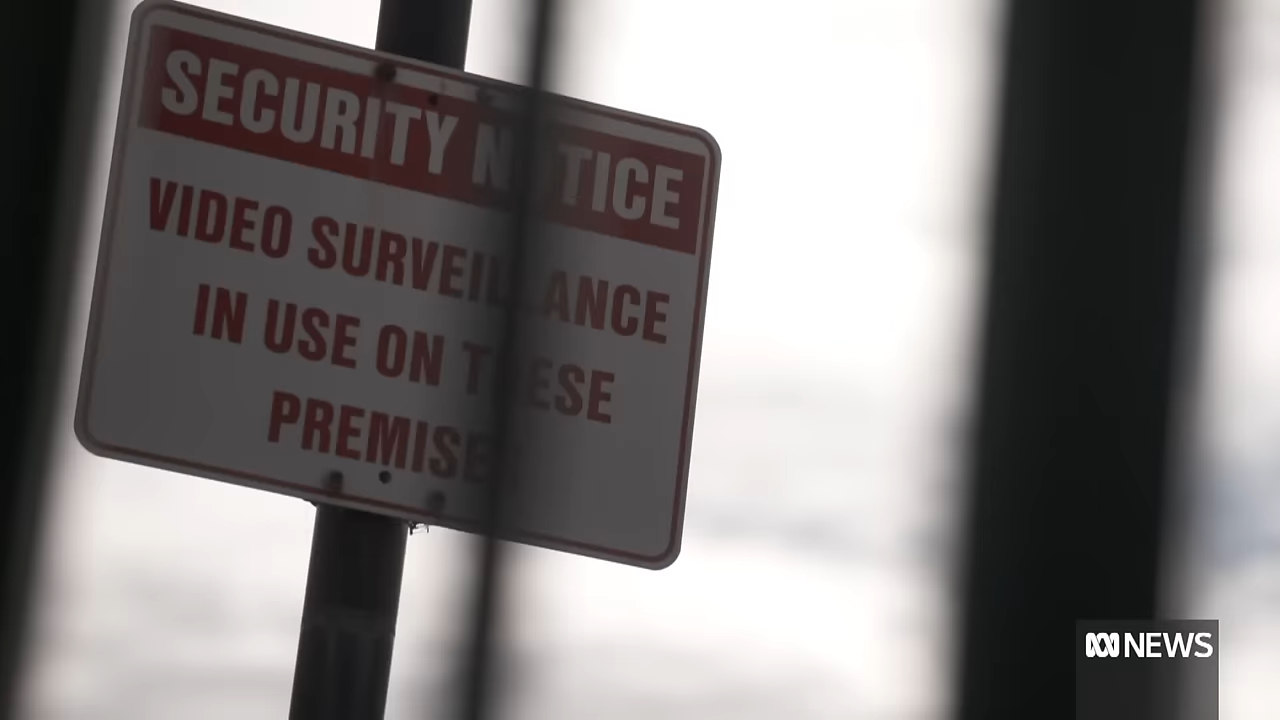 SECURITY NOTICE
VIDEO SURVEILLANCE
IN USE ON THESE
PREMISES
NEWS